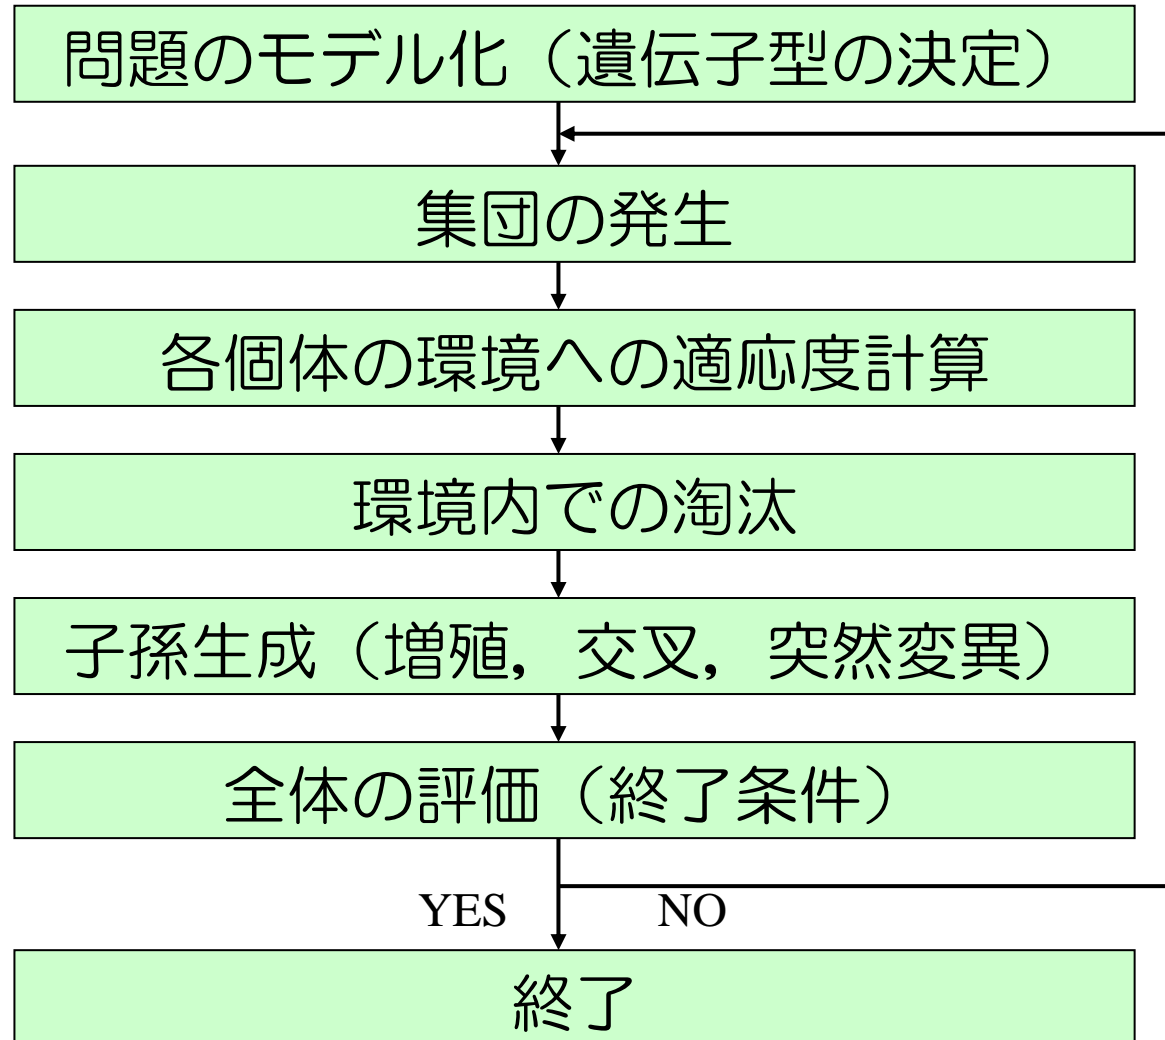 問題のモデル化（遺伝子型の決定）
集団の発生
各個体の環境への適応度計算
環境内での淘汰
子孫生成（増殖，交叉，突然変異）
全体の評価（終了条件）
YES NO
終了